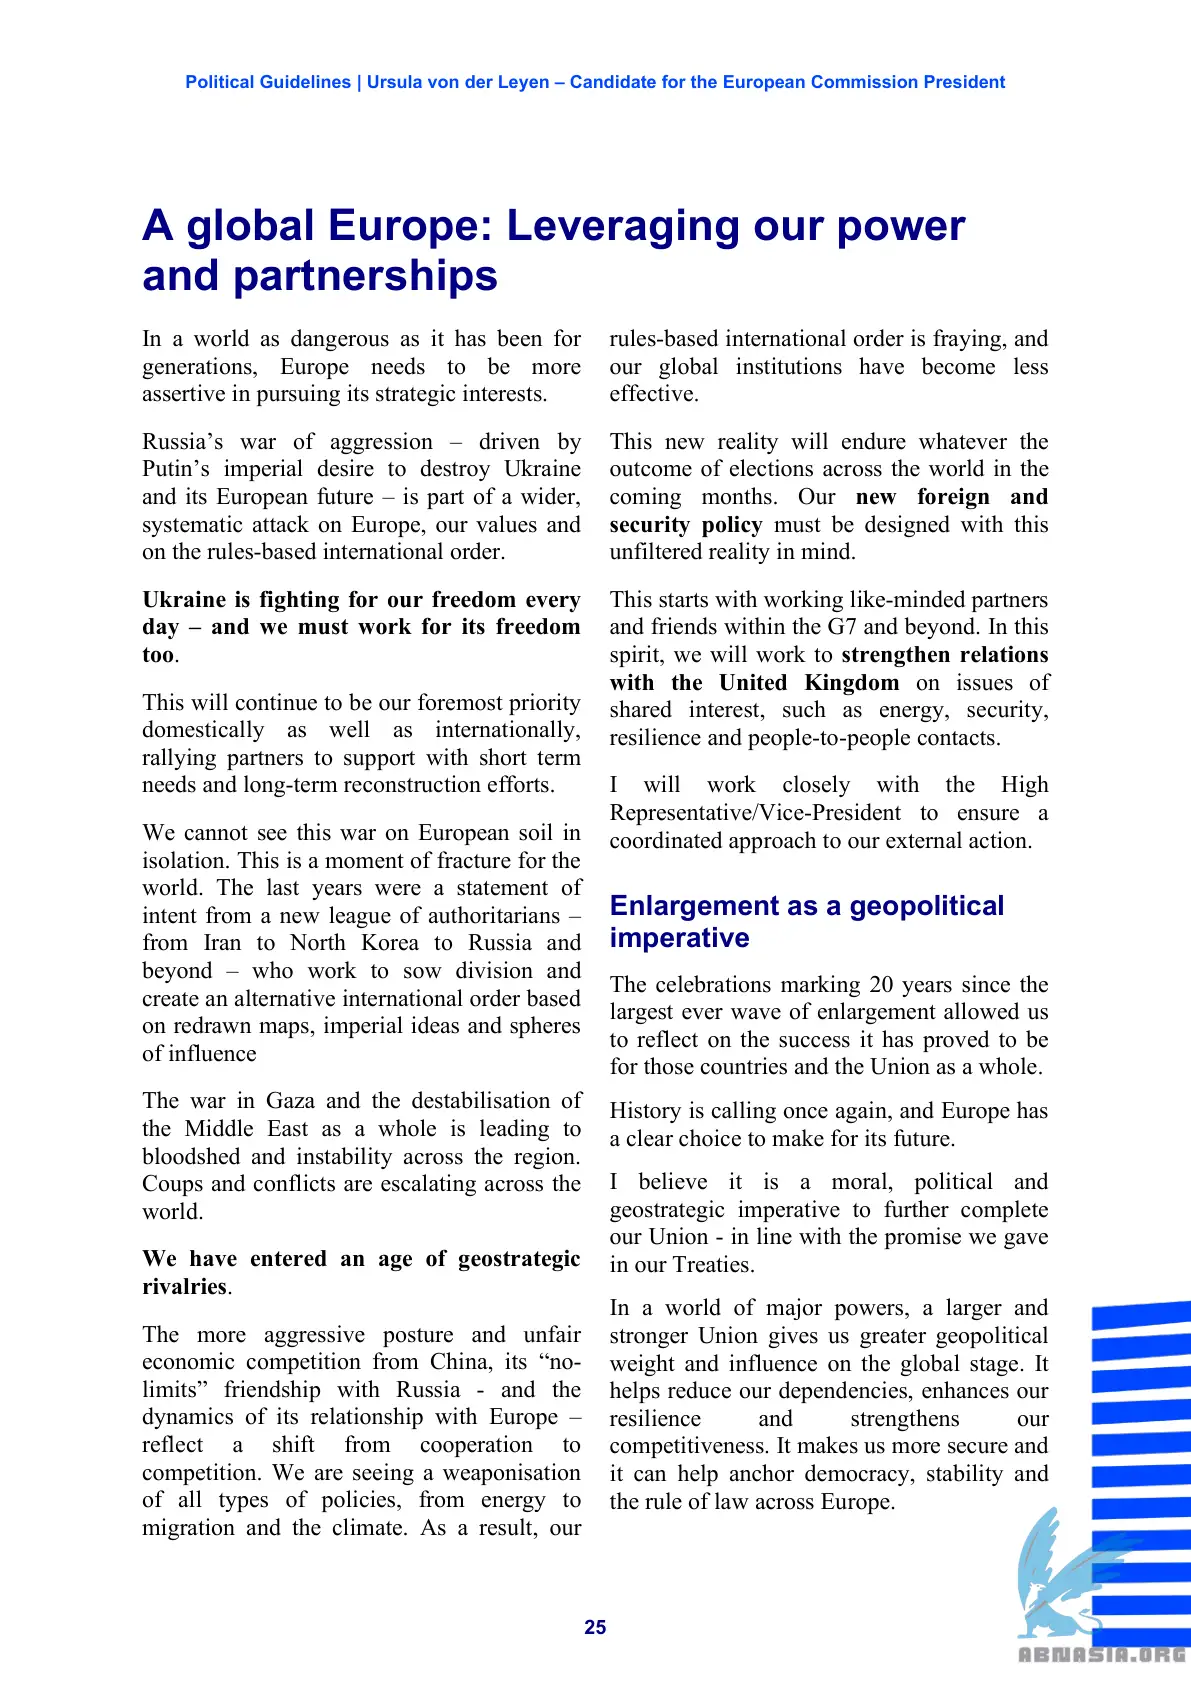 Political Guidelines | Ursula von der Leyen – Candidate for the European Commission President
A global Europe: Leveraging our power
and partnerships
In a world as dangerous as it has been for
generations, Europe needs to be more
assertive in pursuing its strategic interests.
Russia’s war of aggression – driven by
Putin’s imperial desire to destroy Ukraine
and its European future – is part of a wider,
systematic attack on Europe, our values and
on the rules-based international order.
Ukraine is fighting for our freedom every
day – and we must work for its freedom
too.
This will continue to be our foremost priority
domestically as well as internationally,
rallying partners to support with short term
needs and long-term reconstruction efforts.
We cannot see this war on European soil in
isolation. This is a moment of fracture for the
world. The last years were a statement of
intent from a new league of authoritarians –
from Iran to North Korea to Russia and
beyond – who work to sow division and
create an alternative international order based
on redrawn maps, imperial ideas and spheres
of influence
The war in Gaza and the destabilisation of
the Middle East as a whole is leading to
bloodshed and instability across the region.
Coups and conflicts are escalating across the
world.
We have entered an age of geostrategic
rivalries.
The more aggressive posture and unfair
economic competition from China, its “no-
limits” friendship with Russia - and the
dynamics of its relationship with Europe –
reflect a shift from cooperation to
competition. We are seeing a weaponisation
of all types of policies, from energy to
migration and the climate. As a result, our
rules-based international order is fraying, and
our global institutions have become less
effective.
This new reality will endure whatever the
outcome of elections across the world in the
coming months. Our new foreign and
security policy must be designed with this
unfiltered reality in mind.
This starts with working like-minded partners
and friends within the G7 and beyond. In this
spirit, we will work to strengthen relations
with the United Kingdom on issues of
shared interest, such as energy, security,
resilience and people-to-people contacts.
I will work closely with the High
Representative/Vice-President to ensure a
coordinated approach to our external action.
Enlargement as a geopolitical
imperative
The celebrations marking 20 years since the
largest ever wave of enlargement allowed us
to reflect on the success it has proved to be
for those countries and the Union as a whole.
History is calling once again, and Europe has
a clear choice to make for its future.
I believe it is a moral, political and
geostrategic imperative to further complete
our Union - in line with the promise we gave
in our Treaties.
In a world of major powers, a larger and
stronger Union gives us greater geopolitical
weight and influence on the global stage. It
helps reduce our dependencies, enhances our
resilience and strengthens our
competitiveness. It makes us more secure and
it can help anchor democracy, stability and
the rule of law across Europe.
25
ABNASIA.ORG